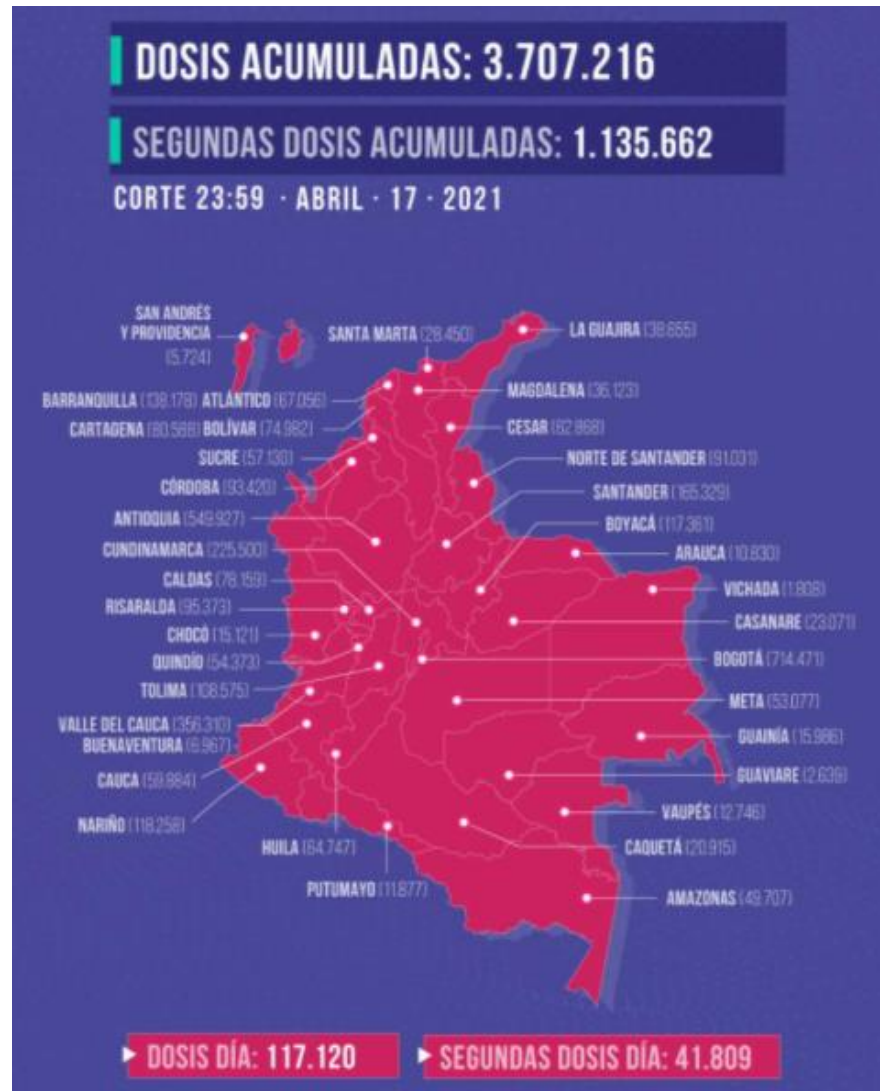 DOSIS ACUMULADAS: 3.707.216
SEGUNDAS DOSIS ACUMULADAS: 1.135.662
CORTE 23:59 · ABRIL · 17 · 2021
SAN ANDRÉS
Y PROVIDENCIA
(5.724)
SANTA MARTA (28.450)
LA GUAJIRA (38.655)
BARRANQUILLA (138.178) ATLÁNTICO (67.056)
MAGDALENA (36.123)
CARTAGENA (80.568) BOLÍVAR (74.982)
CESAR (62.868)
SUCRE (57.130)
NORTE DE SANTANDER (91.031)
CÓRDOBA (93.420)
SANTANDER (165.329)
ANTIOQUIA (549.927)
BOYACÁ (117.361)
CUNDINAMARCA (225.500)
ARAUCA (10.830)
CALDAS (78.159)
VICHADA (1.808)
RISARALDA (95.373)
CASANARE (23.071)
CHOCÓ (15.121)
QUINDÍO (54.373)
BOGOTÁ (714.471)
TOLIMA (108.575)
META (53.077)
VALLE DEL CAUCA (356.310)
GUAINÍA (15.986)
BUENAVENTURA (6.967)
CAUCA (59.884)
GUAVIARE (2.639)
NARIÑO (118.258)
VAUPÉS (12.746)
HUILA (64.747)
CAQUETÁ (20.915)
PUTUMAYO (11.877)
AMAZONAS (49.707)
DOSIS DÍA: 117.120
SEGUNDAS DOSIS DÍA: 41.809